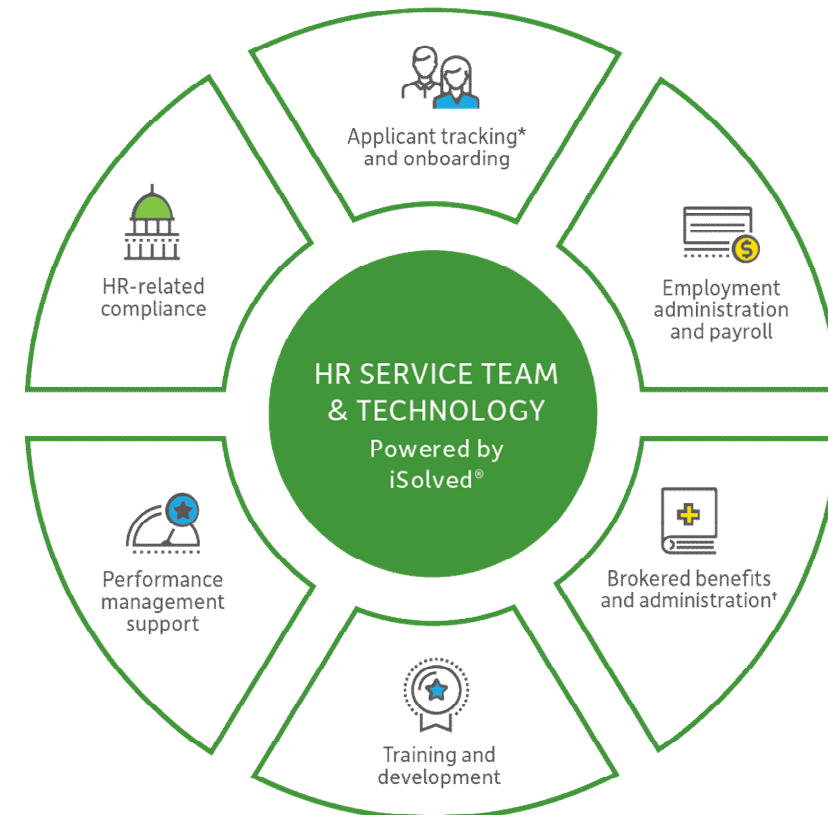 Applicant tracking*
and onboarding
Employment
administration
and payroll
Brokered benefits
and administration†
Training and
development
Performance
management
support
HR-related
compliance
HR SERVICE TEAM
& TECHNOLOGY
Powered by
iSolved®
$